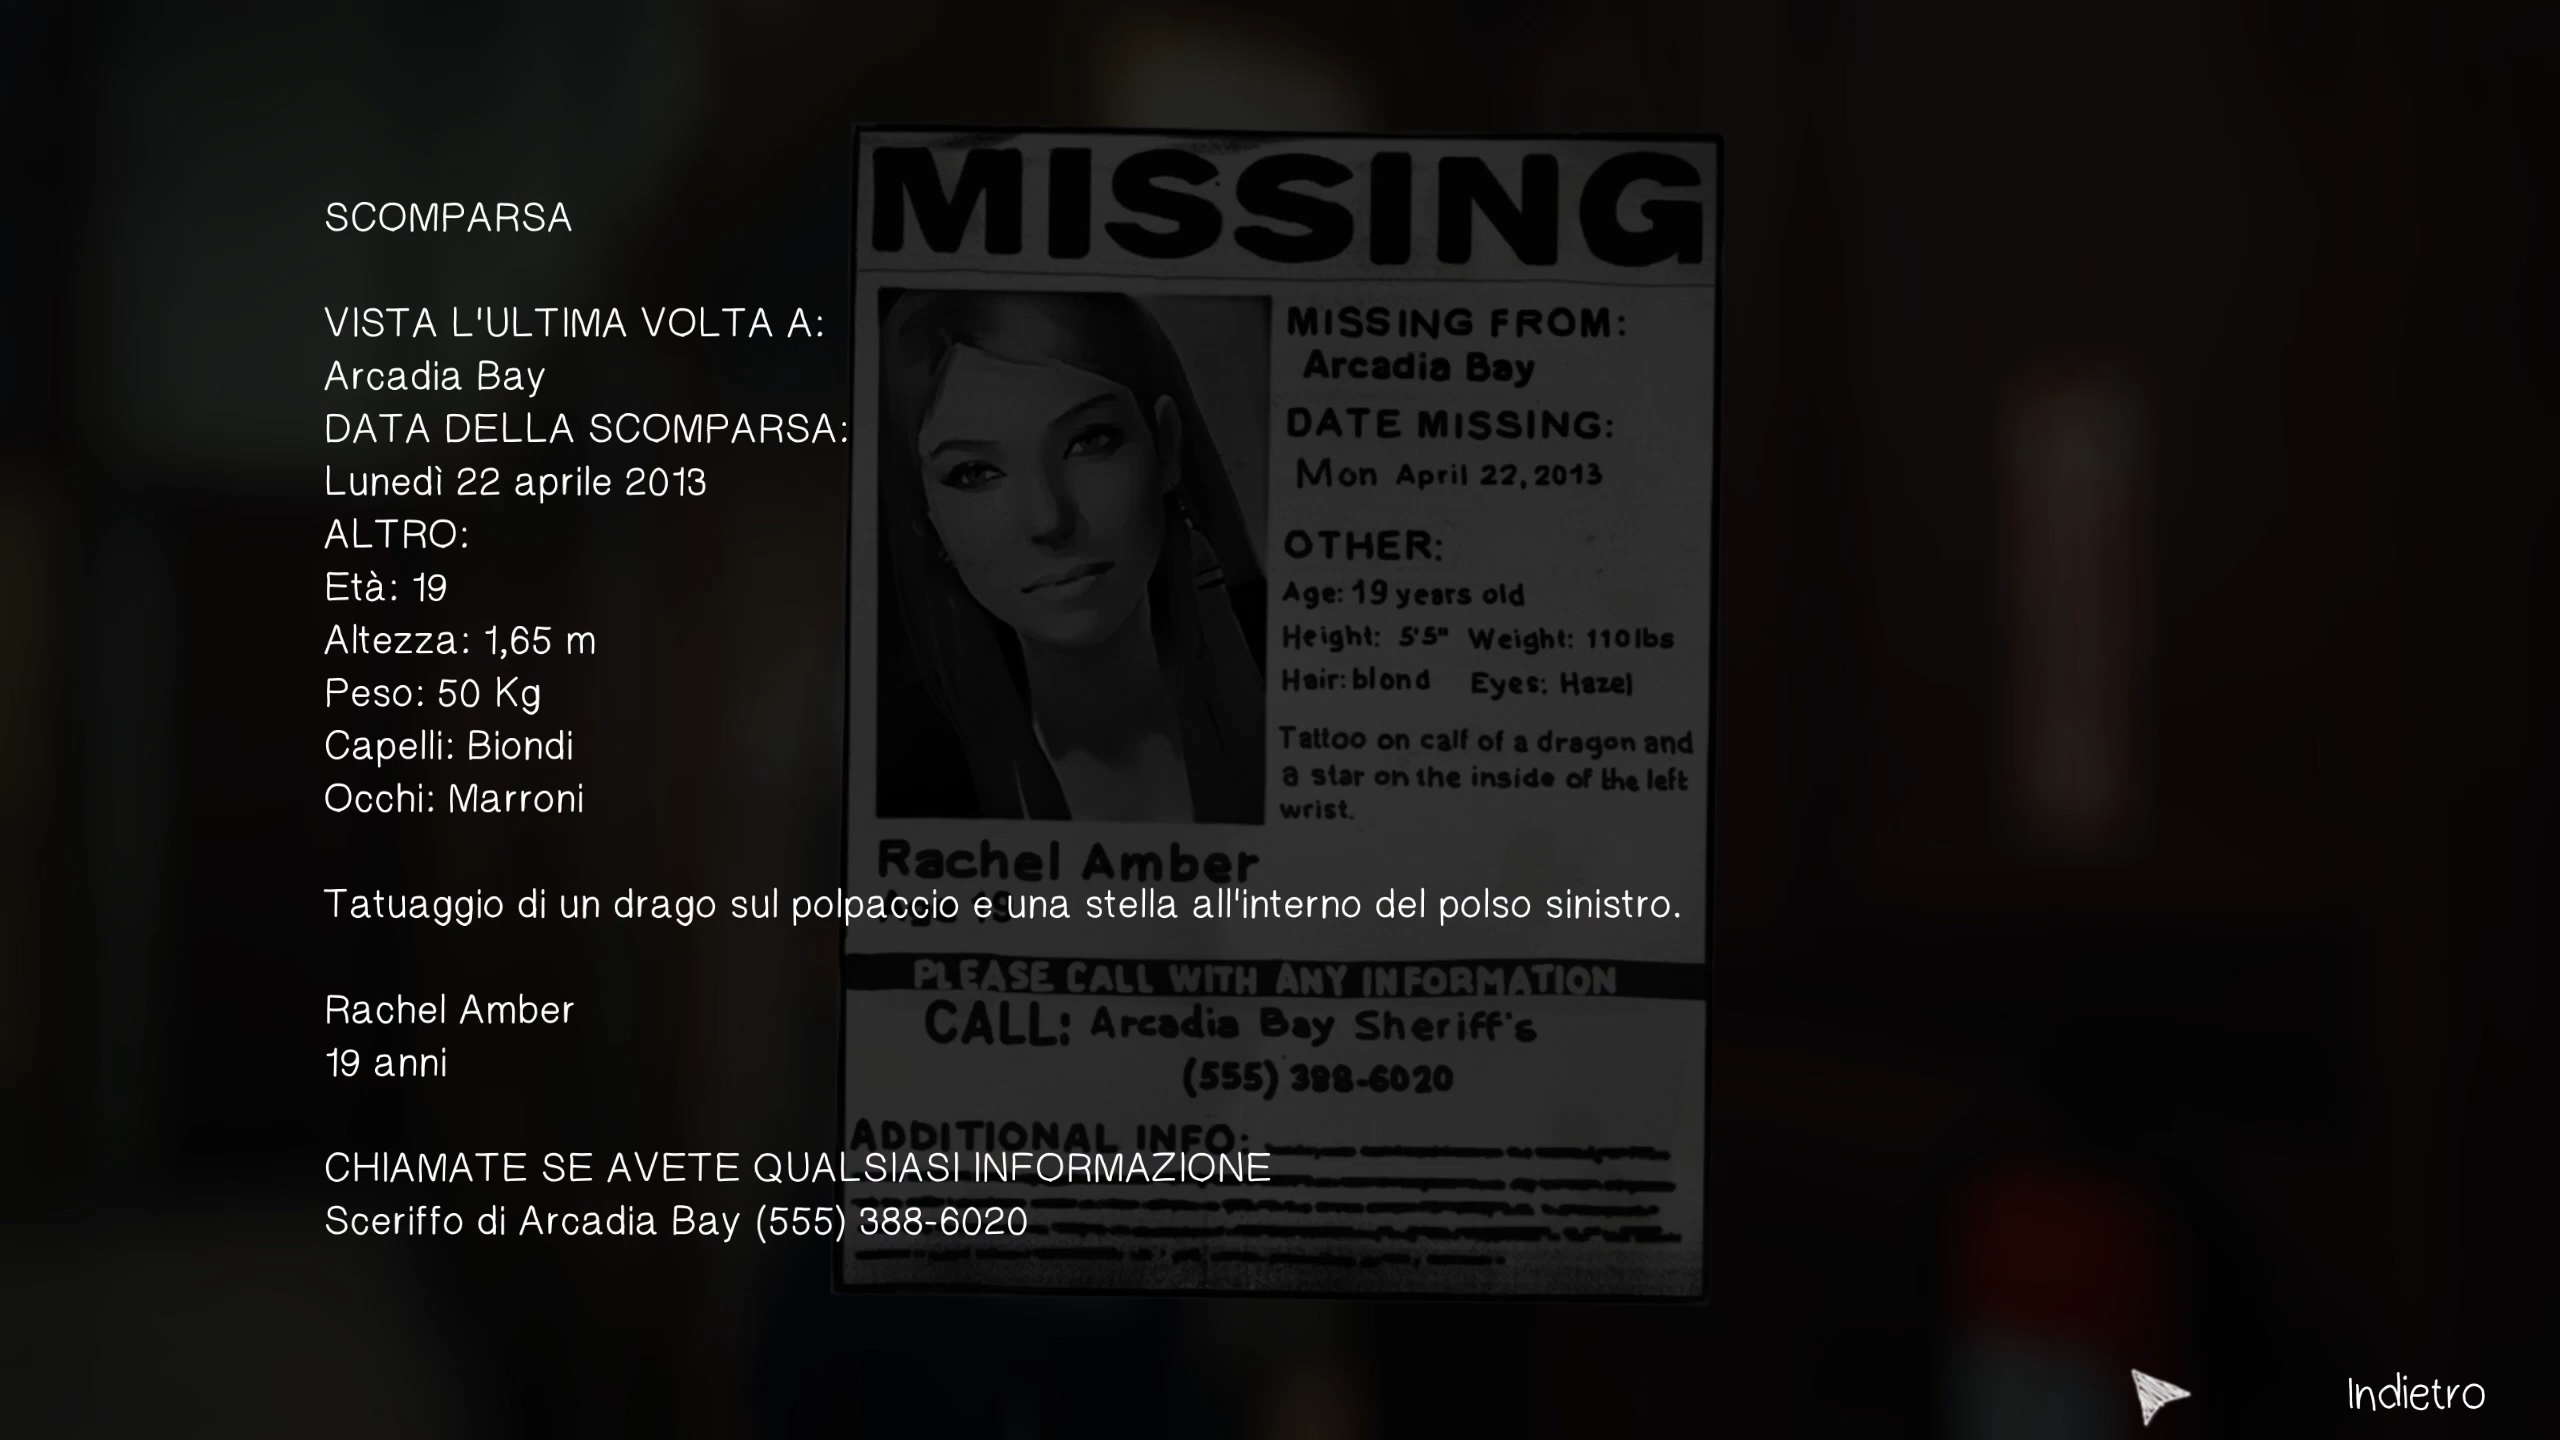 SCOMPARSA
VISTA L'ULTIMA VOLTA A:
Arcadia Bay
DATA DELLA SCOMPARSA:
Lunedì 22 aprile 2013
ALTRO:
Età: 19
Altezza: 1,65 m
Peso: 50 Kg
Capelli: Biondi
Occhi: Marroni
Tatuaggio di un drago sul polpaccio e una stella all'interno del polso sinistro.
Rachel Amber
19 anni
CHIAMATE SE AVETE QUALSIASI INFORMAZIONE
Sceriffo di Arcadia Bay (555) 388-6020
MISSING
MISSING FROM:
Arcadia Bay
DATE MISSING:
Mon April 22, 2013
OTHER:
Age: 19 years old
Height: 5'5" Weight: 110 lbs
Hair: blond Eyes: Hazel
Tattoo on calf of a dragon and
a star on the inside of the left
wrist.
Rachel Amber
Age 19
PLEASE CALL WITH ANY INFORMATION
CALL: Arcadia Bay Sheriff's
(555) 388-6020
ADDITIONAL INFO:
Indietro